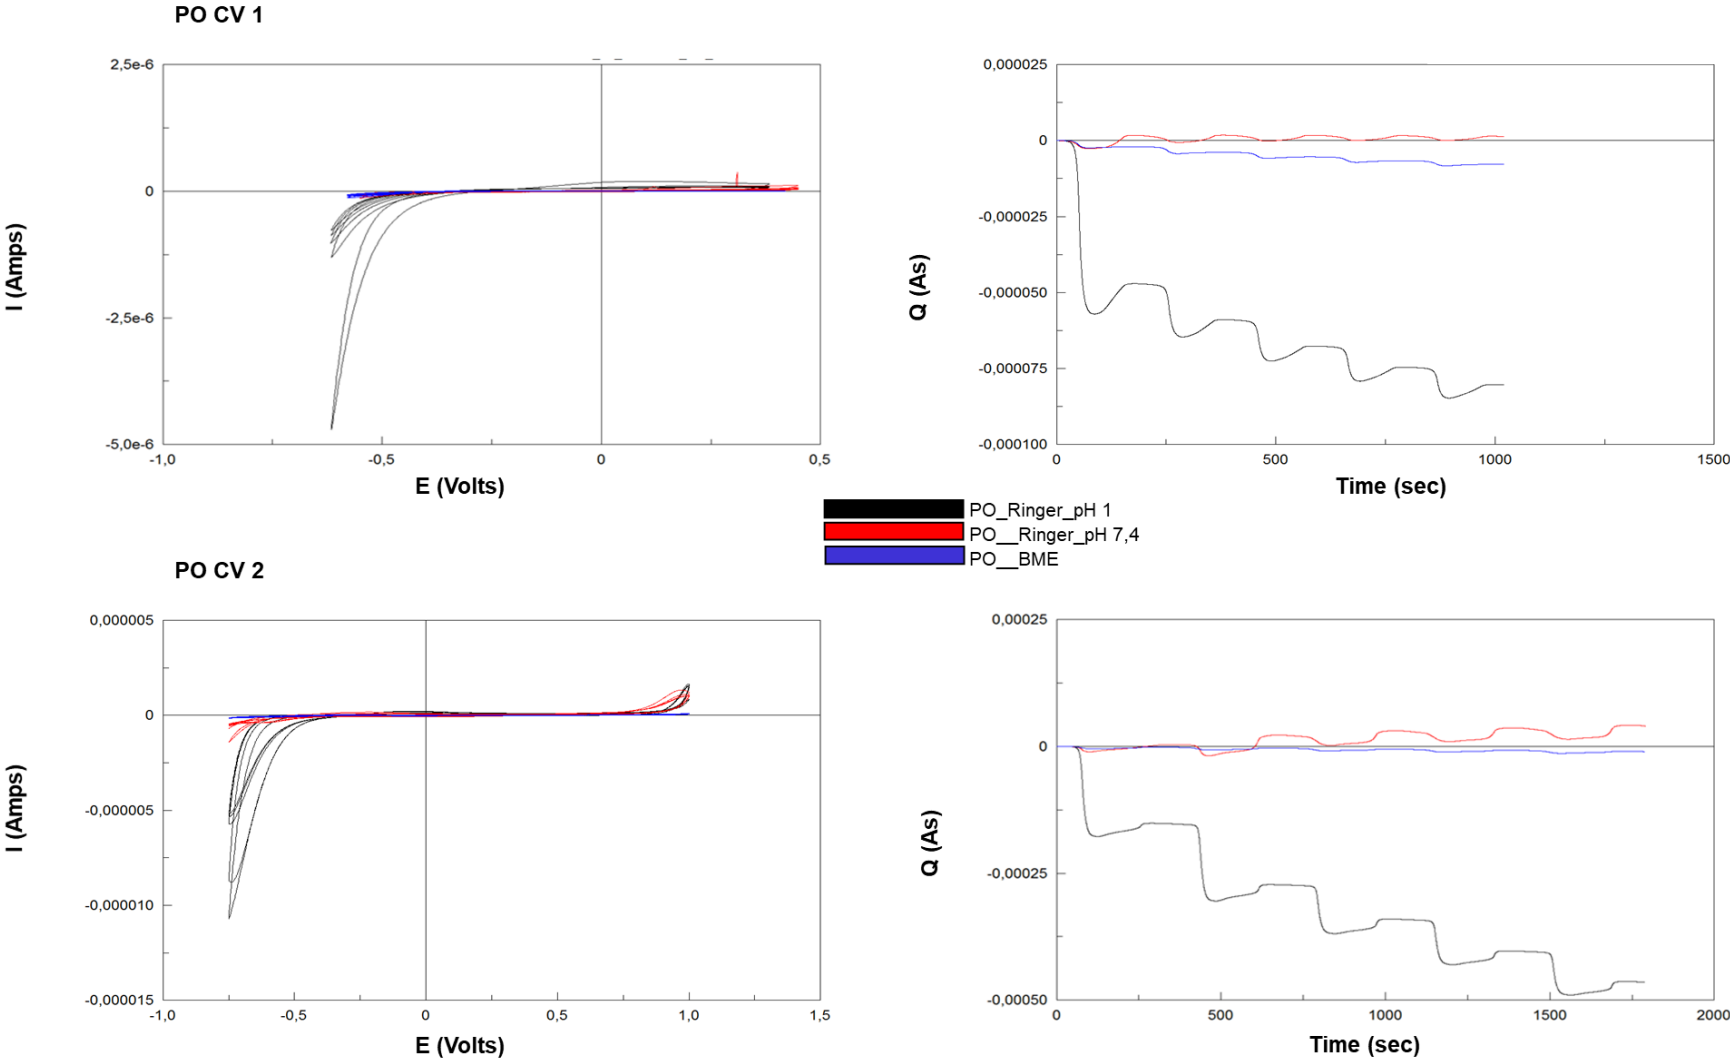 PO CV 1
2,5e-6
0
-2,5e-6
-5,0e-6
-1,0
-0,5
0
0,5
I (Amps)
E (Volts)
0,000025
0
-0,000025
-0,000050
-0,000075
-0,000100
0
500
1000
1500
Q (As)
Time (sec)
PO_Ringer_pH 1
PO__Ringer_pH 7,4
PO__BME
PO CV 2
0,000005
0
-0,000005
-0,000010
-0,000015
-1,0
-0,5
0
0,5
1,0
1,5
I (Amps)
E (Volts)
0,00025
0
-0,00025
-0,00050
0
500
1000
1500
2000
Q (As)
Time (sec)